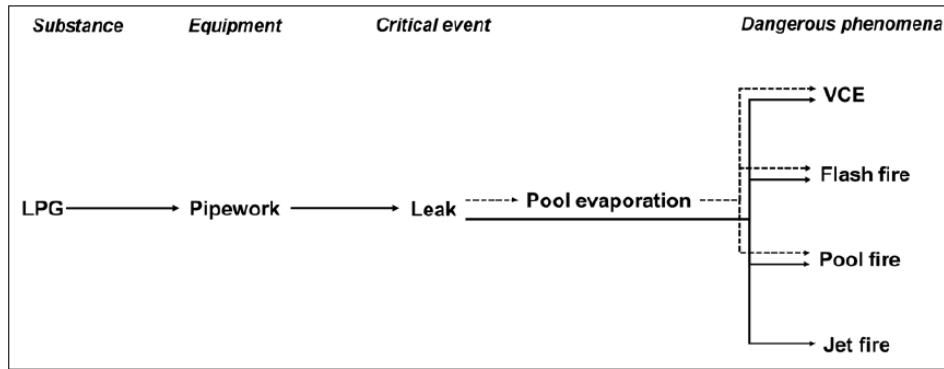 Substance Equipment Critical event Dangerous phenomena
VCE
Flash fire
LPG Pipework Leak Pool evaporation
Pool fire
Jet fire